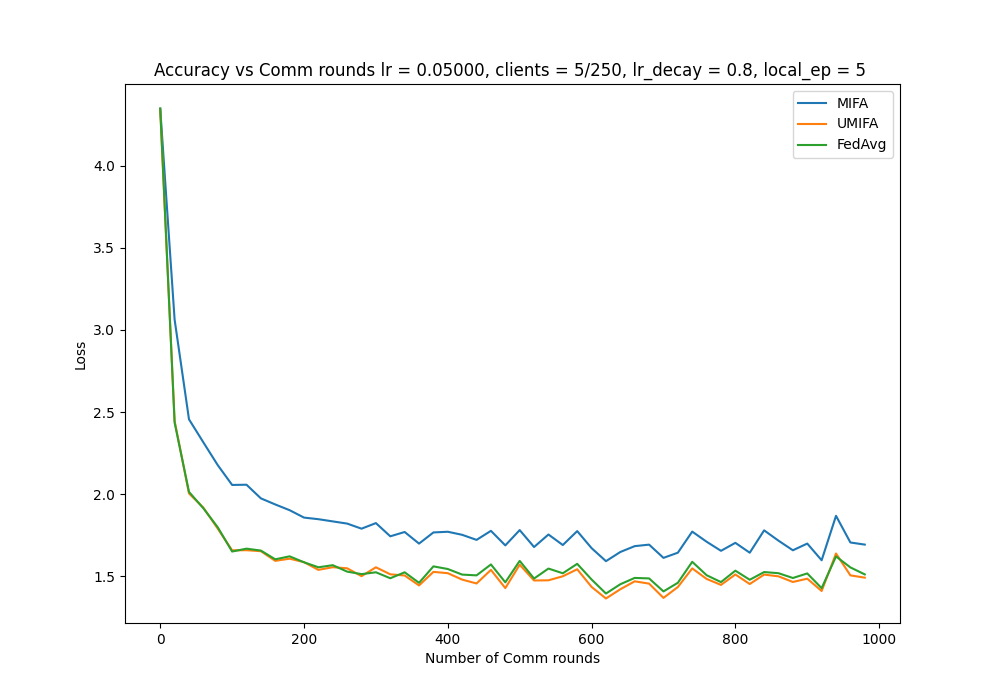 Accuracy vs Comm rounds lr = 0.05000, clients = 5/250, lr_decay = 0.8, local_ep = 5
MIFA
UMIFA
FedAvg
4.0
3.5
3.0
2.5
2.0
1.5
Loss
0 200 400 600 800 1000
Number of Comm rounds